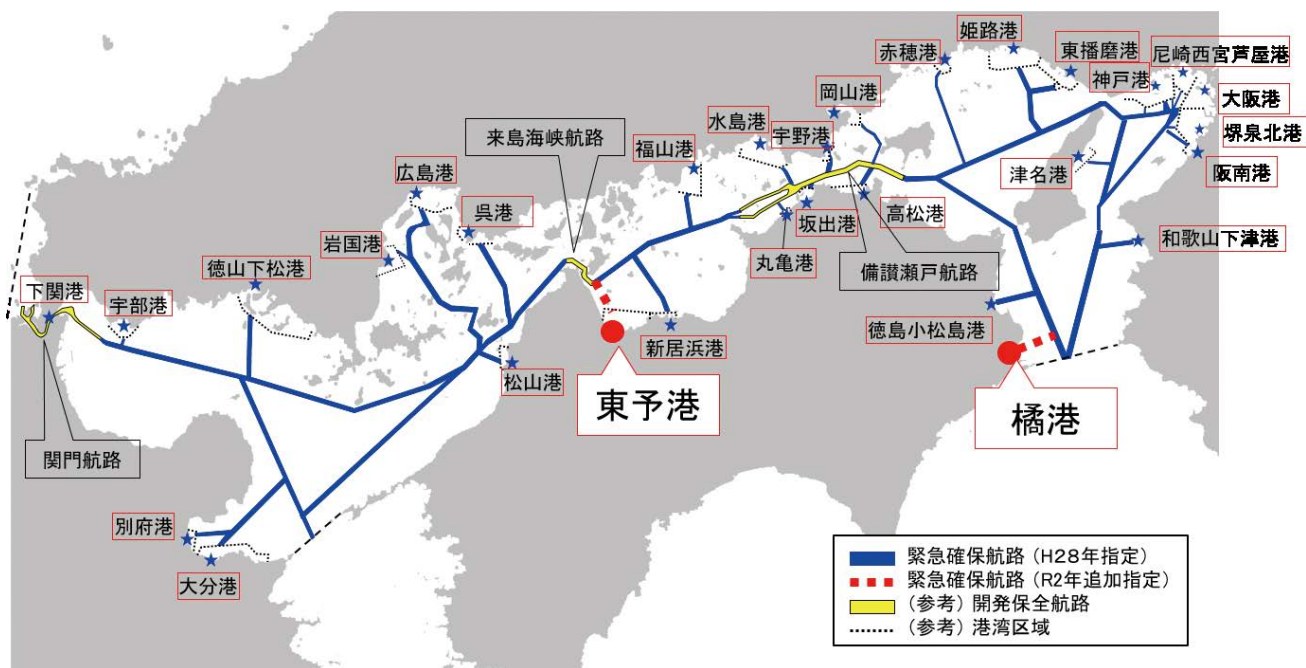 姫路港
赤穂港
東播磨港
尼崎西宮芦屋港
神戸港
岡山港
大阪港
水島港
宇野港
来島海峡航路
堺泉北港
福山港
広島港
津名港
阪南港
高松港
坂出港
呉港
丸亀港
和歌山下津港
岩国港
備讃瀬戸航路
徳山下松港
下関港
宇部港
徳島小松島港
新居浜港
松山港
東予港
橘港
関門航路
別府港
大分港
緊急確保航路(H28年指定)
緊急確保航路(R2年追加指定)
(参考)開発保全航路
(参考)港湾区域